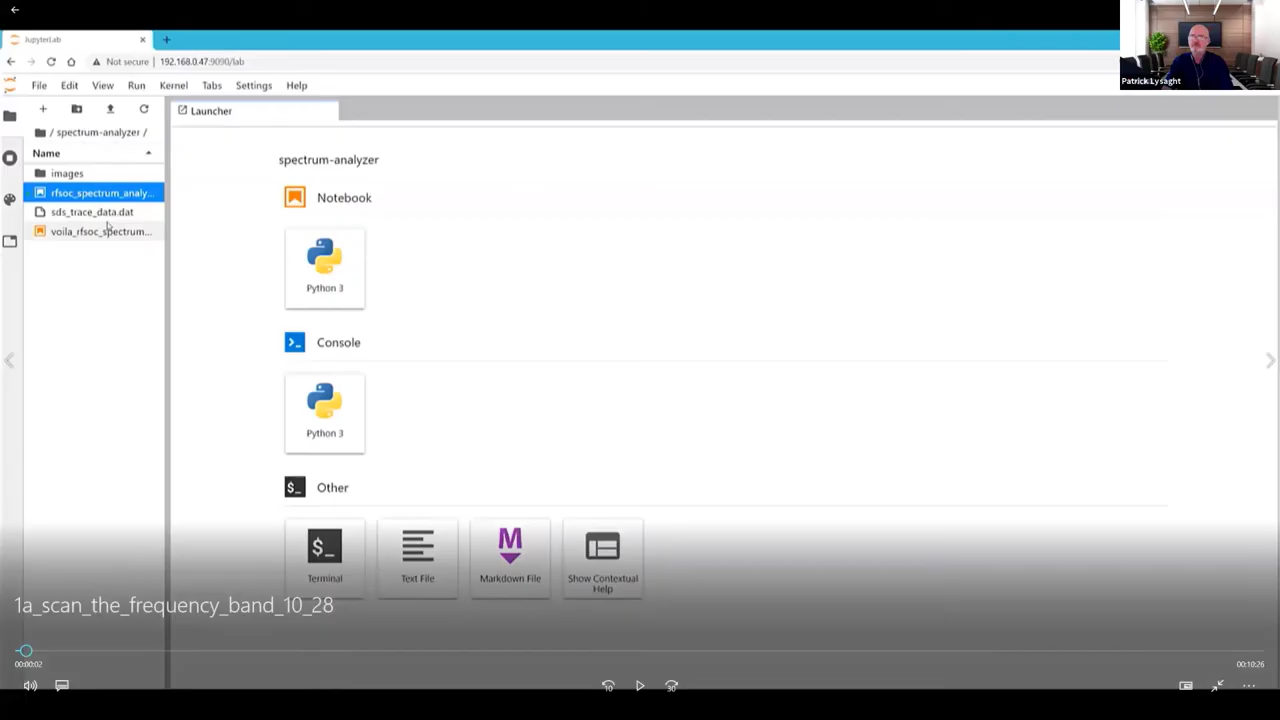 JupyterLab
Not secure 192.168.0.47:9090/lab
Patrick Lysaght
File Edit View Run Kernel Tabs Settings Help
Launcher
/ spectrum-analyzer /
Name
images
rfsoc_spectrum_analy...
sds_trace_data.dat
voila_rfsoc_spectrum...
spectrum-analyzer
Notebook
Python 3
Console
Python 3
$_ Other
$_
Terminal
Text File
M
Markdown File
Show Contextual
Help
1a_scan_the_frequency_band_10_28
00:00:02
00:10:26
10
30